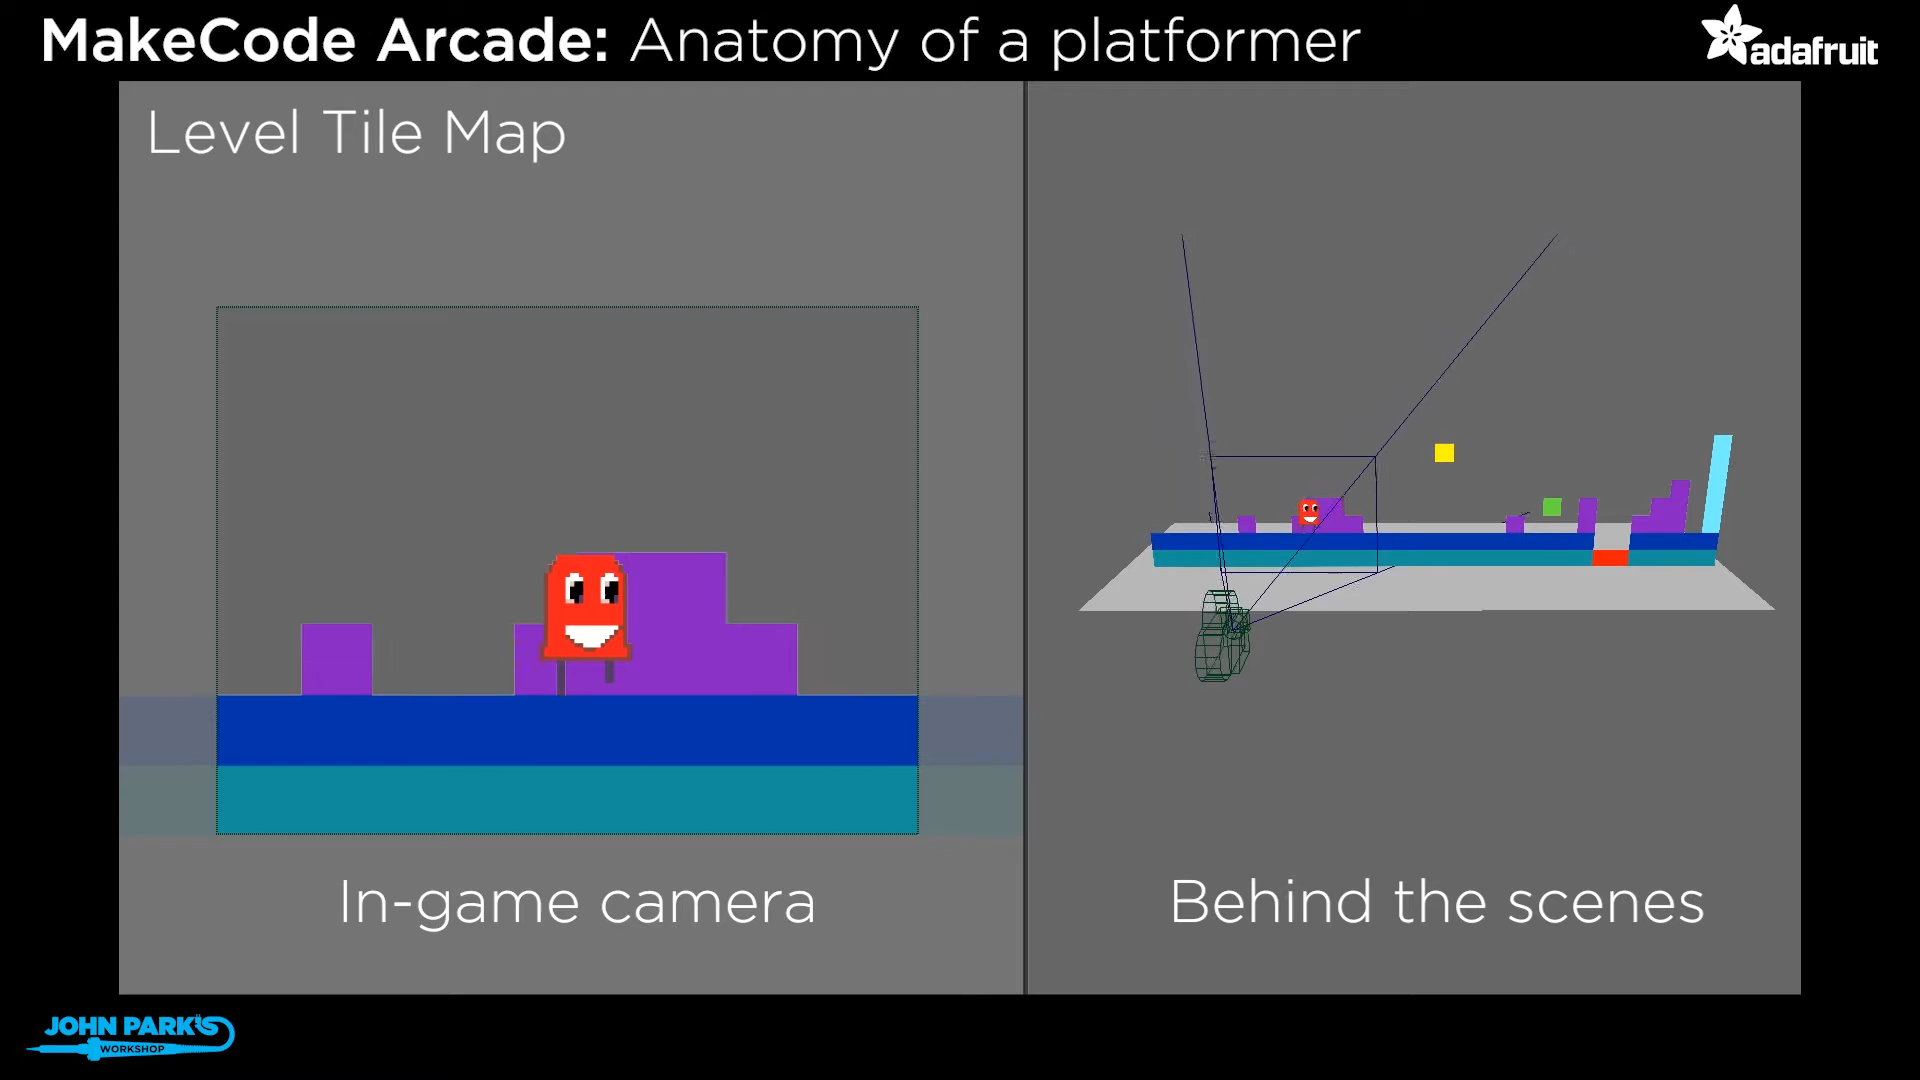 MakeCode Arcade: Anatomy of a platformer
adafruit
Level Tile Map
In-game camera
Behind the scenes
JOHN PARK'S
WORKSHOP